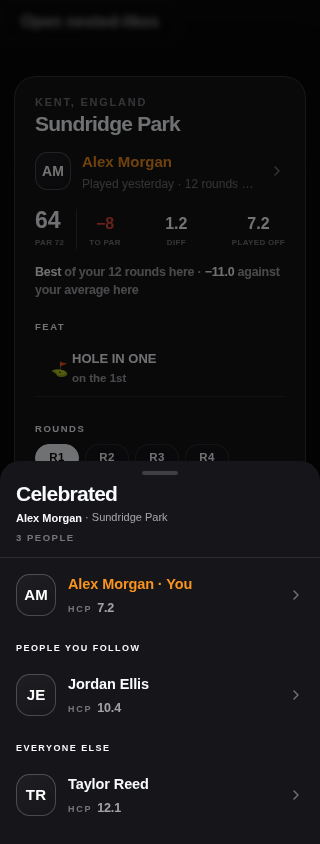 Open nested likes
KENT, ENGLAND
Sundridge Park
AM
Alex Morgan
Played yesterday · 12 rounds ...
64
PAR 72
−8
TO PAR
1.2
DIFF
7.2
PLAYED OFF
Best of your 12 rounds here · −11.0 against
your average here
FEAT
HOLE IN ONE
on the 1st
ROUNDS
R1 R2 R3 R4
Celebrated
Alex Morgan · Sundridge Park
3 PEOPLE
AM
Alex Morgan · You
HCP 7.2
PEOPLE YOU FOLLOW
JE
Jordan Ellis
HCP 10.4
EVERYONE ELSE
TR
Taylor Reed
HCP 12.1